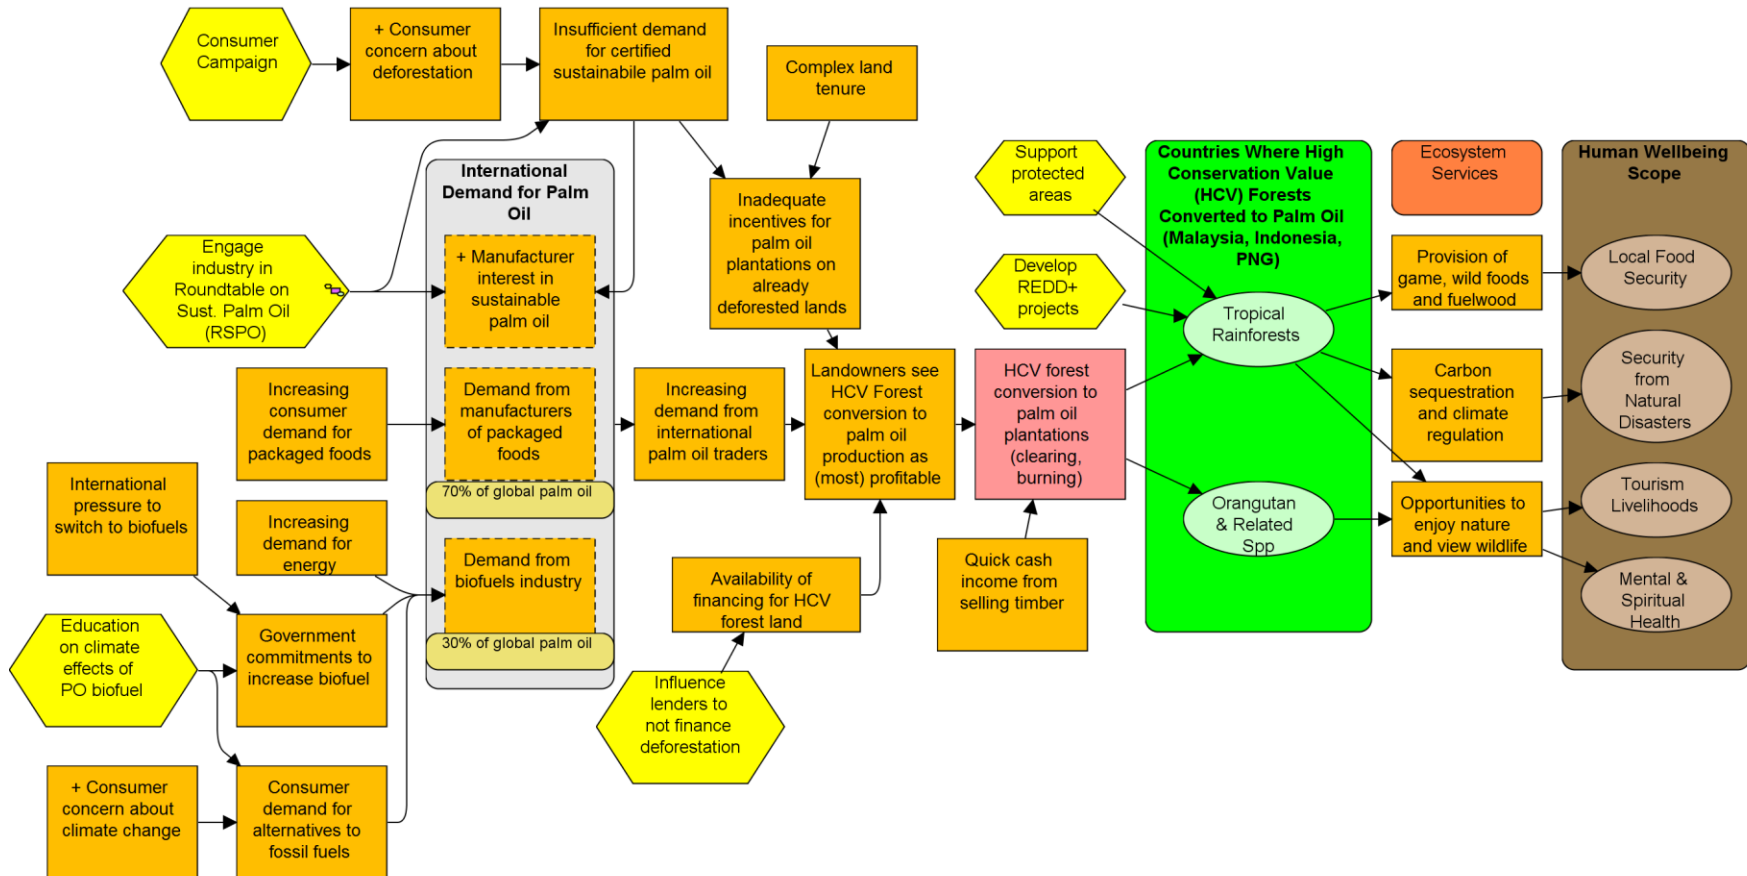 Consumer
Campaign
+ Consumer
concern about
deforestation
Insufficient demand
for certified
sustainabile palm oil
Complex land
tenure
International
Demand for Palm
Oil
Inadequate
incentives for
palm oil
plantations on
already
deforested lands
Support
protected
areas
Countries Where High
Conservation Value
(HCV) Forests
Converted to Palm Oil
(Malaysia, Indonesia,
PNG)
Ecosystem
Services
Human Wellbeing
Scope
Engage
industry in
Roundtable on
Sust. Palm Oil
(RSPO)
+ Manufacturer
interest in
sustainable
palm oil
Develop
REDD+
projects
Tropical
Rainforests
Provision of
game, wild foods
and fuelwood
Local Food
Security
Increasing
consumer
demand for
packaged foods
Demand from
manufacturers
of packaged
foods
70% of global palm oil
Increasing
demand from
international
palm oil traders
Landowners see
HCV Forest
conversion to
palm oil
production as
(most) profitable
HCV forest
conversion to
palm oil
plantations
(clearing,
burning)
Carbon
sequestration
and climate
regulation
Security
from
Natural
Disasters
International
pressure to
switch to biofuels
Increasing
demand for
energy
Demand from
biofuels industry
30% of global palm oil
Availability of
financing for HCV
forest land
Quick cash
income from
selling timber
Orangutan
& Related
Spp
Opportunities to
enjoy nature
and view wildlife
Tourism
Livelihoods
Mental &
Spiritual
Health
Education
on climate
effects of
PO biofuel
Government
commitments to
increase biofuel
Influence
lenders to
not finance
deforestation
+ Consumer
concern about
climate change
Consumer
demand for
alternatives to
fossil fuels